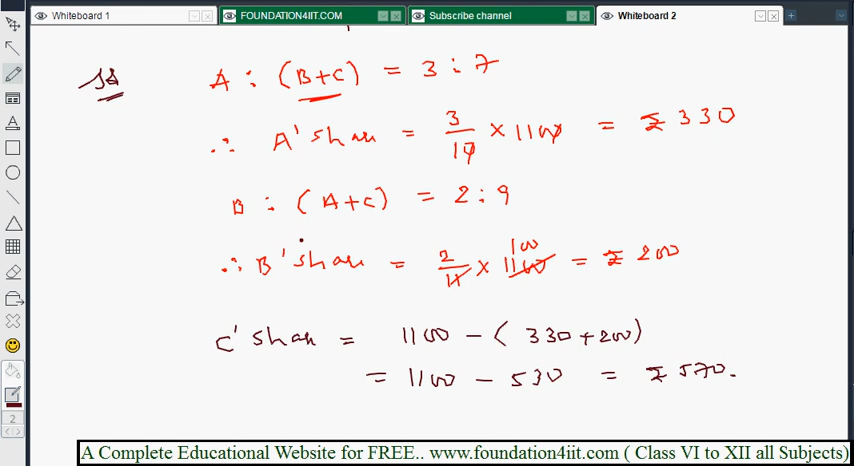 Whiteboard 1 FOUNDATION4IIT.COM Subscribe channel Whiteboard 2
A : (B+C) = 3 : 7
∴ A' share = 3/10 × 1100 = ₹ 330
B : (A+C) = 2 : 9
100
∴ B' share = 2/11 × 1100 = ₹ 200
C' share = 1100 - (330+200)
= 1100 - 530 = ₹ 570.
2
A Complete Educational Website for FREE.. www.foundation4iit.com ( Class VI to XII all Subjects)